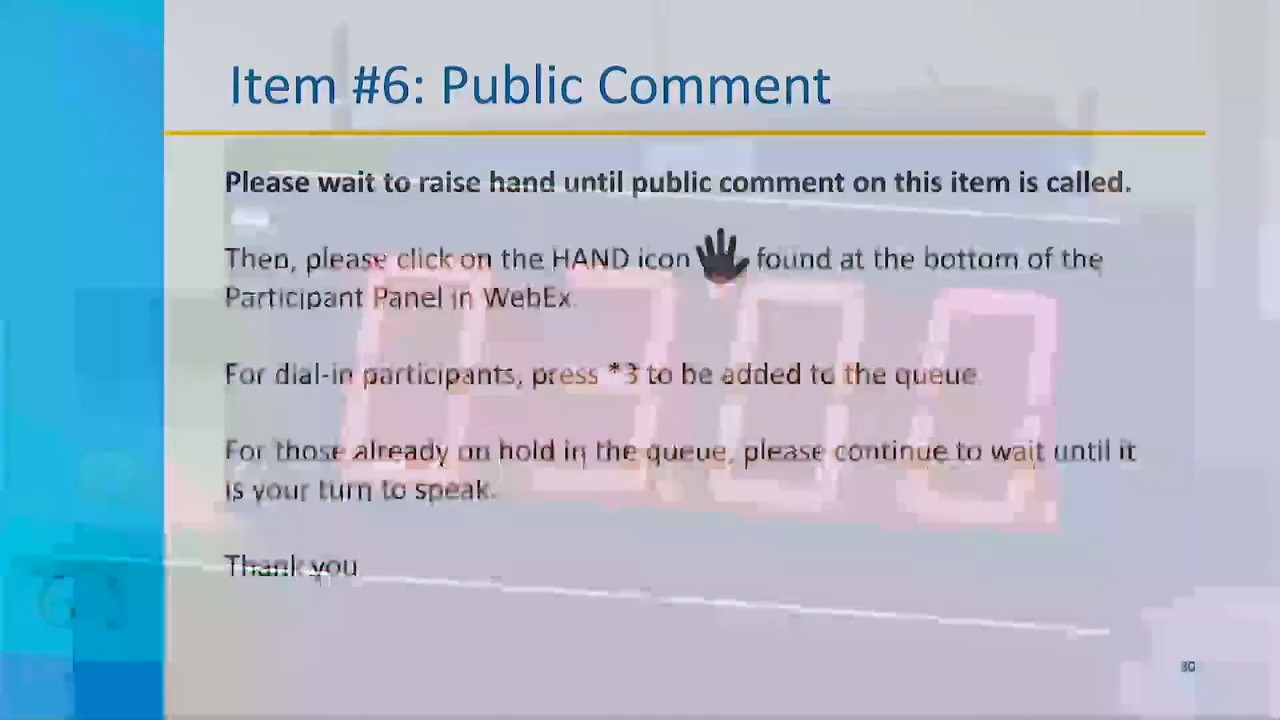 Item #6: Public Comment
Please wait to raise hand until public comment on this item is called.
Then, please click on the HAND icon found at the bottom of the
Participant Panel in WebEx.
For dial-in participants, press *3 to be added to the queue.
For those already on hold in the queue, please continue to wait until it
is your turn to speak.
Thank you
0300
30